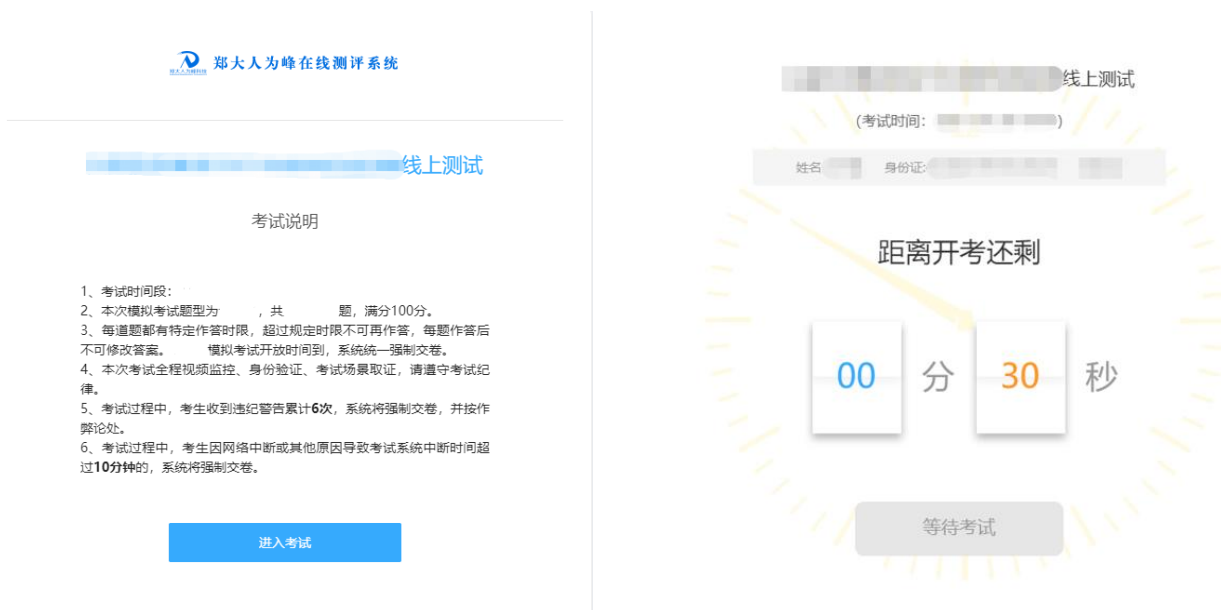 郑大人为峰在线测评系统
线上测试
考试说明
1、考试时间段：
2、本次模拟考试题型为 ，共 题，满分100分。
3、每道题都有特定作答时限，超过规定时限不可再作答，每题作答后
不可修改答案。 模拟考试开放时间到，系统统一强制交卷。
4、本次考试全程视频监控、身份验证、考试场景取证，请遵守考试纪
律。
5、考试过程中，考生收到违纪警告累计6次，系统将强制交卷，并按作
弊论处。
6、考试过程中，考生因网络中断或其他原因导致考试系统中断时间超
过10分钟的，系统将强制交卷。
进入考试
线上测试
(考试时间： )
姓名 身份证:
距离开考还剩
00 分 30 秒
等待考试